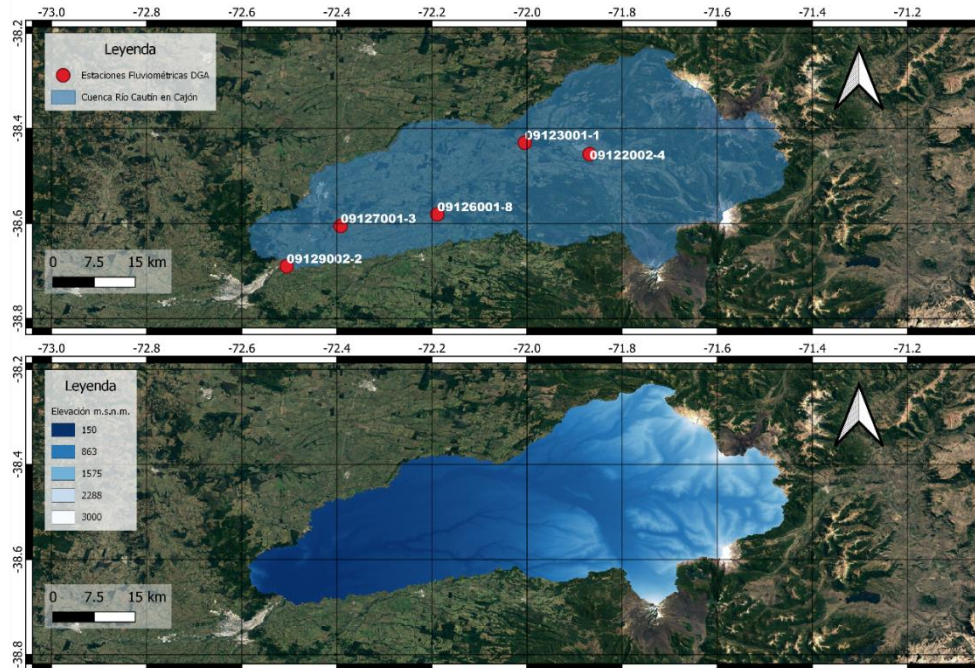 -73.0 -72.8 -72.6 -72.4 -72.2 -72.0 -71.8 -71.6 -71.4 -71.2
-38.2
Leyenda
Estaciones Fluviométricas DGA
Cuenca Río Cautín en Cajón
-38.4
09123001-1
09122002-4
-38.6
09127001-3
09126001-8
09129002-2
0 7.5 15 km
-38.8
-73.0 -72.8 -72.6 -72.4 -72.2 -72.0 -71.8 -71.6 -71.4 -71.2
-38.2
Leyenda
Elevación m.s.n.m.
150
863
1575
2288
3000
-38.4
-38.6
0 7.5 15 km
-38.8